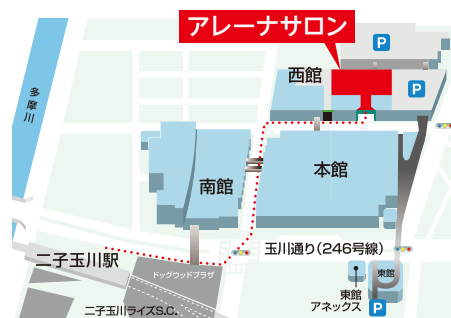 アレーナサロン
P
西館
P
多摩川
本館
南館
玉川通り(246号線)
二子玉川駅
ドッグウッドプラザ
東館
P
東館
アネックス
P
二子玉川ライズS.C.